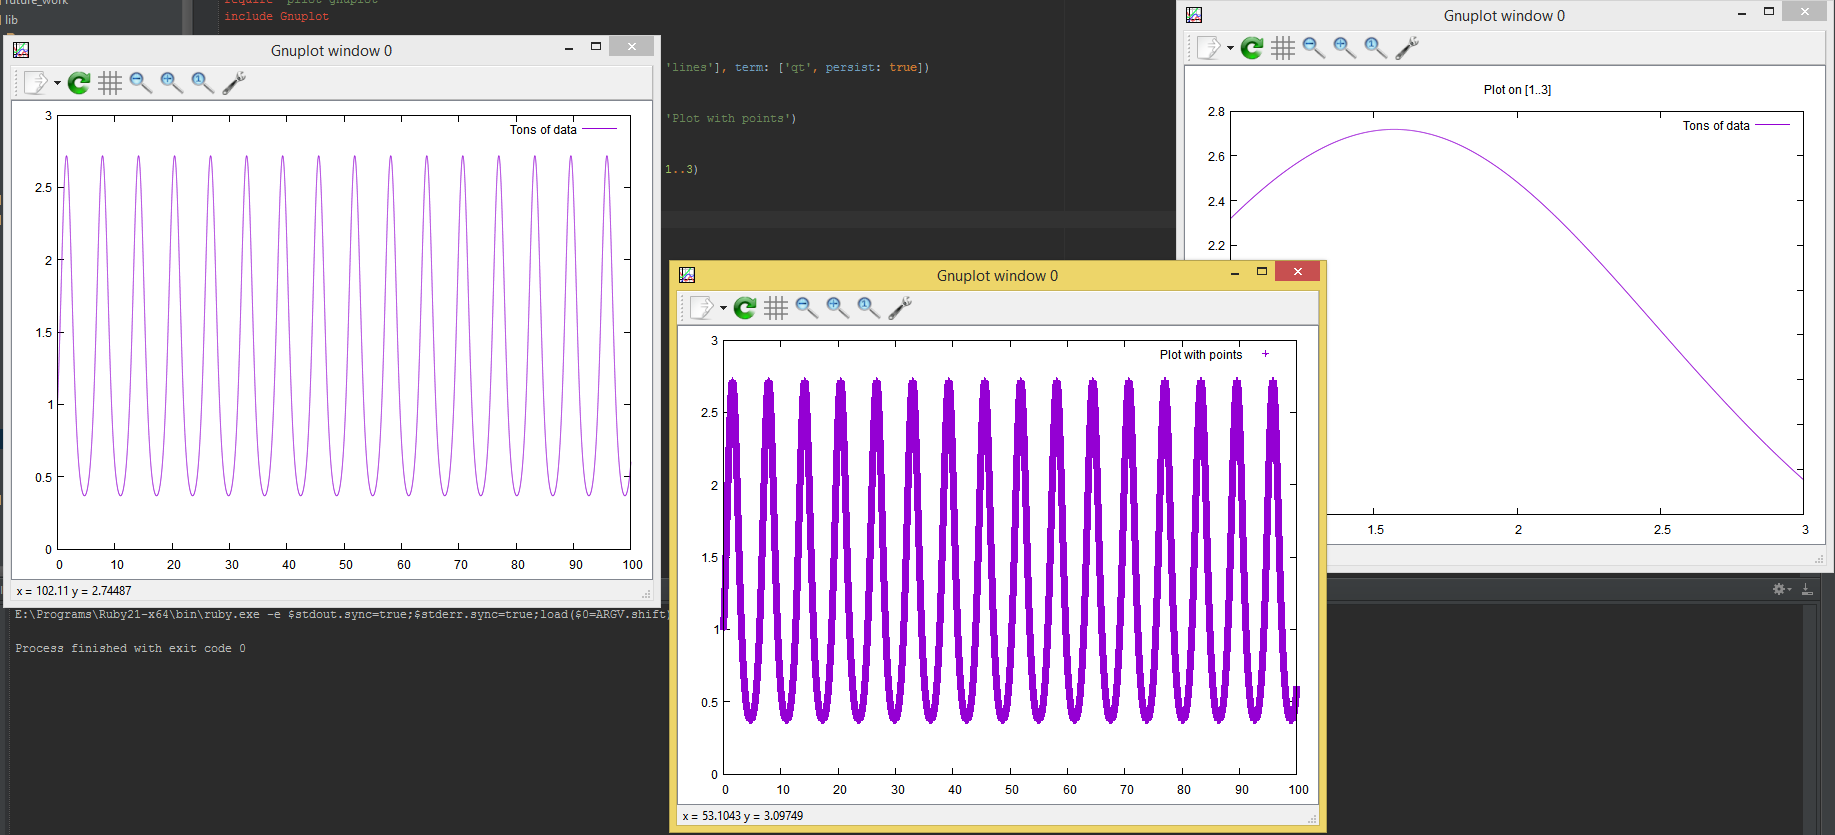 future_work
lib
require 'pilot-gnuplot'
include Gnuplot
'lines'], term: ['qt', persist: true])
'Plot with points')
1..3)
Gnuplot window 0
Tons of data
3
2.5
2
1.5
1
0.5
0
0 10 20 30 40 50 60 70 80 90 100
x = 102.11 y = 2.74487
Gnuplot window 0
Plot on [1..3]
Tons of data
2.8
2.6
2.4
2.2
1.5 2 2.5 3
Gnuplot window 0
Plot with points
3
2.5
2
1.5
1
0.5
0
0 10 20 30 40 50 60 70 80 90 100
x = 53.1043 y = 3.09749
E:\Programs\Ruby21-x64\bin\ruby.exe -e $stdout.sync=true;$stderr.sync=true;load($0=ARGV.shift)
Process finished with exit code 0